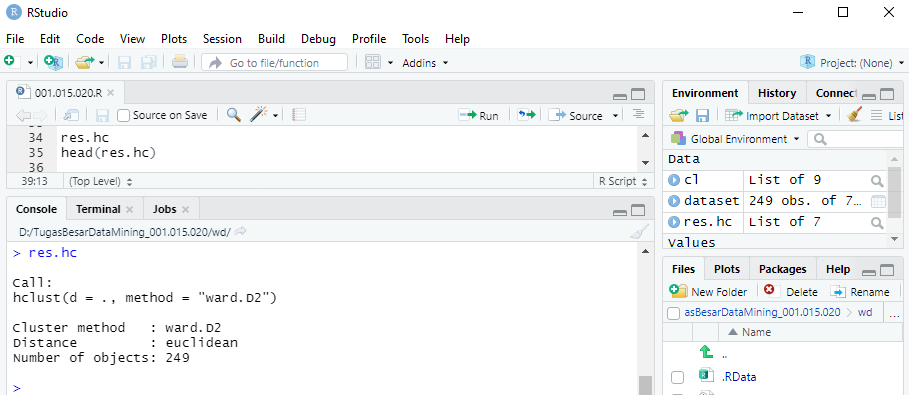 RStudio
File Edit Code View Plots Session Build Debug Profile Tools Help
Go to file/function Addins Project: (None)
001.015.020.R
Source on Save Run Source
34 res.hc
35 head(res.hc)
36
39:13 (Top Level) R Script
Console Terminal Jobs
D:/TugasBesarDataMining_001.015.020/wd/
> res.hc
Call:
hclust(d = ., method = "ward.D2")
Cluster method   : ward.D2
Distance         : euclidean
Number of objects: 249
>
Environment History Connec
Import Dataset List
Global Environment
Data
cl List of 9
dataset 249 obs. of 7…
res.hc List of 7
Values
Files Plots Packages Help
New Folder Delete Rename
asBesarDataMining_001.015.020 > wd ...
Name
..
.RData